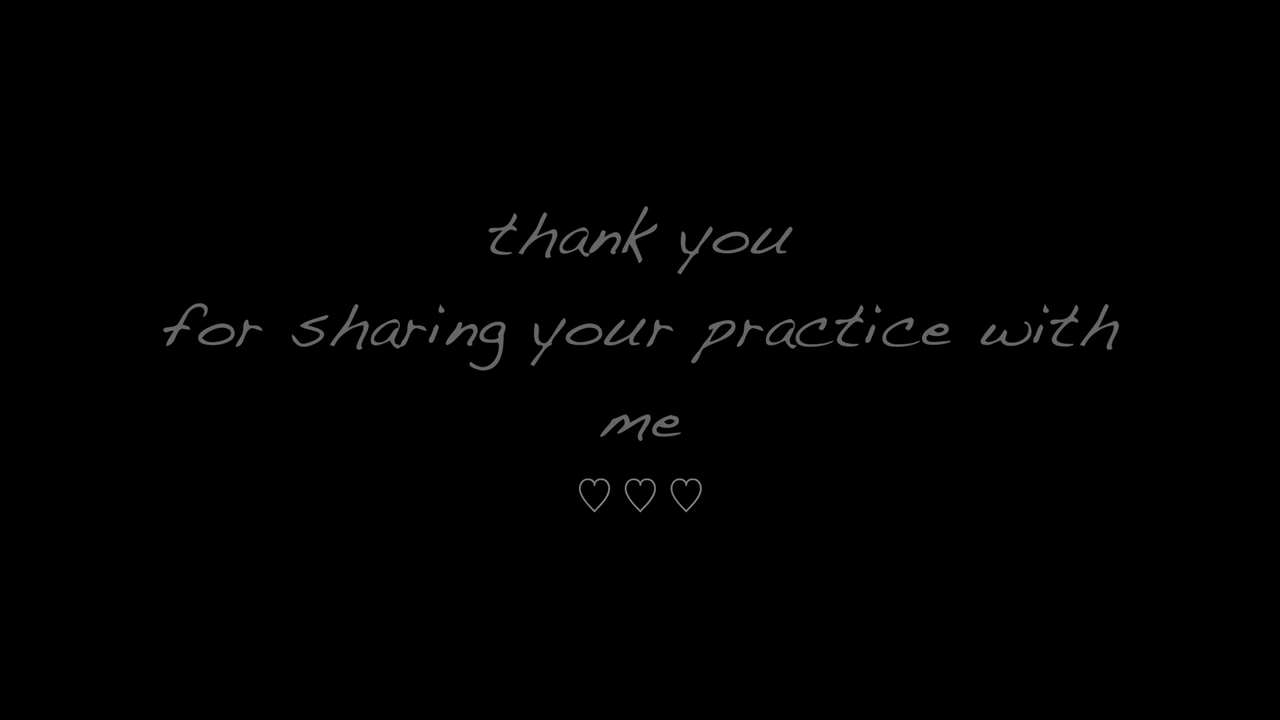 thank you
for sharing your practice with
me
♡ ♡ ♡